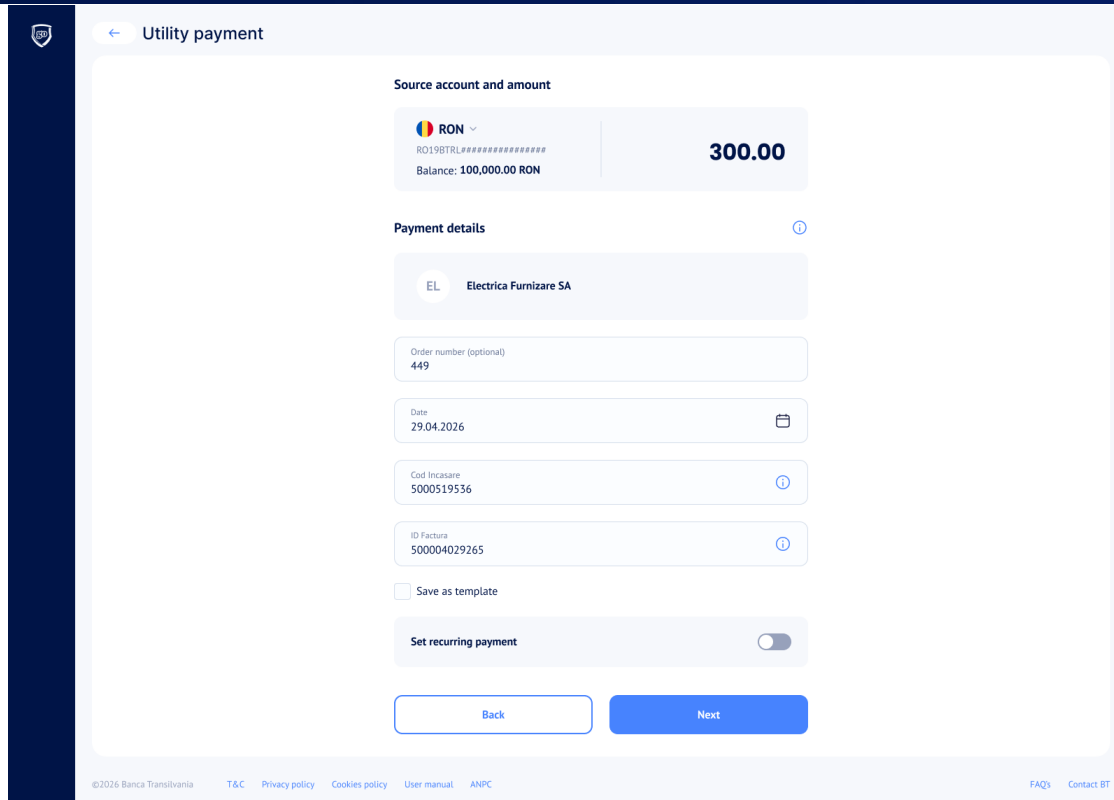 Utility payment
Source account and amount
RON
RO19BTRL################
Balance: 100,000.00 RON
300.00
Payment details
EL
Electrica Furnizare SA
Order number (optional)
449
Date
29.04.2026
Cod Incasare
5000519536
ID Factura
500004029265
Save as template
Set recurring payment
Back
Next
©2026 Banca Transilvania T&C Privacy policy Cookies policy User manual ANPC FAQ's Contact BT